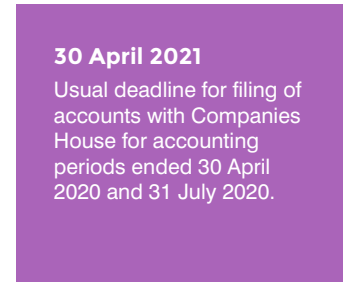 30 April 2021
Usual deadline for filing of
accounts with Companies
House for accounting
periods ended 30 April
2020 and 31 July 2020.